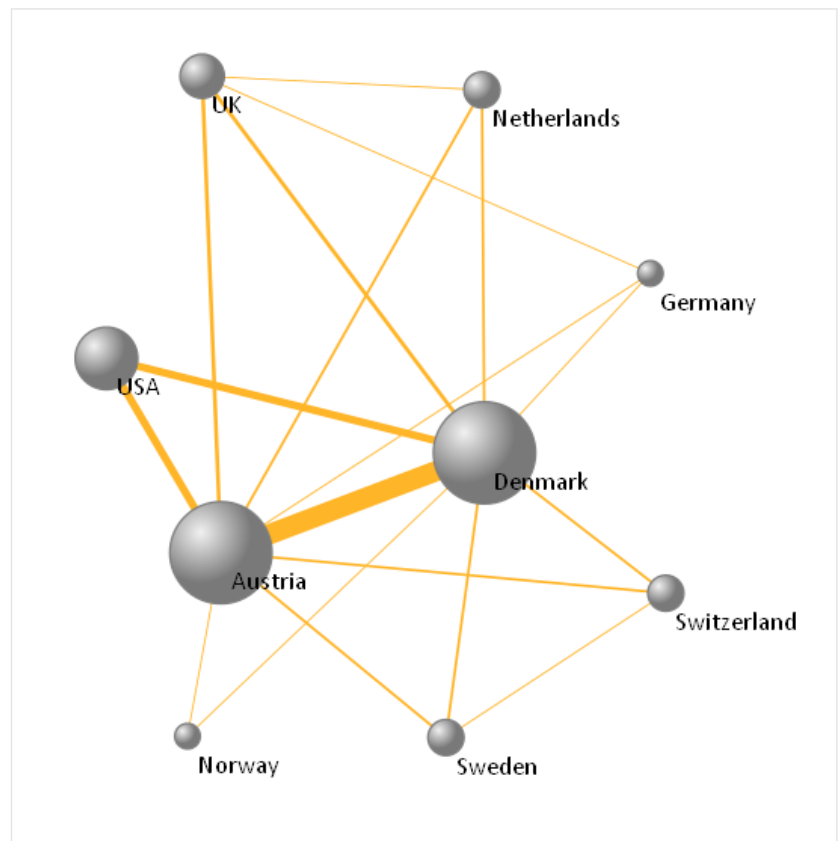 UK
Netherlands
Germany
USA
Denmark
Austria
Switzerland
Norway
Sweden